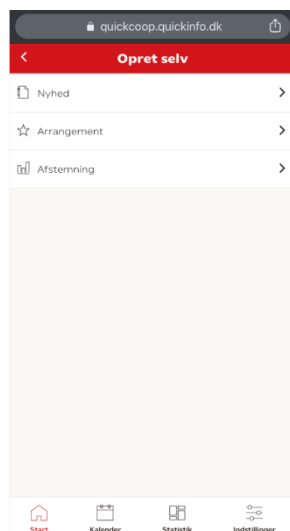 quickcoop.quickinfo.dk
Opret selv
Nyhed
Arrangement
Afstemning
Start Kalender Statistik Indstillinger